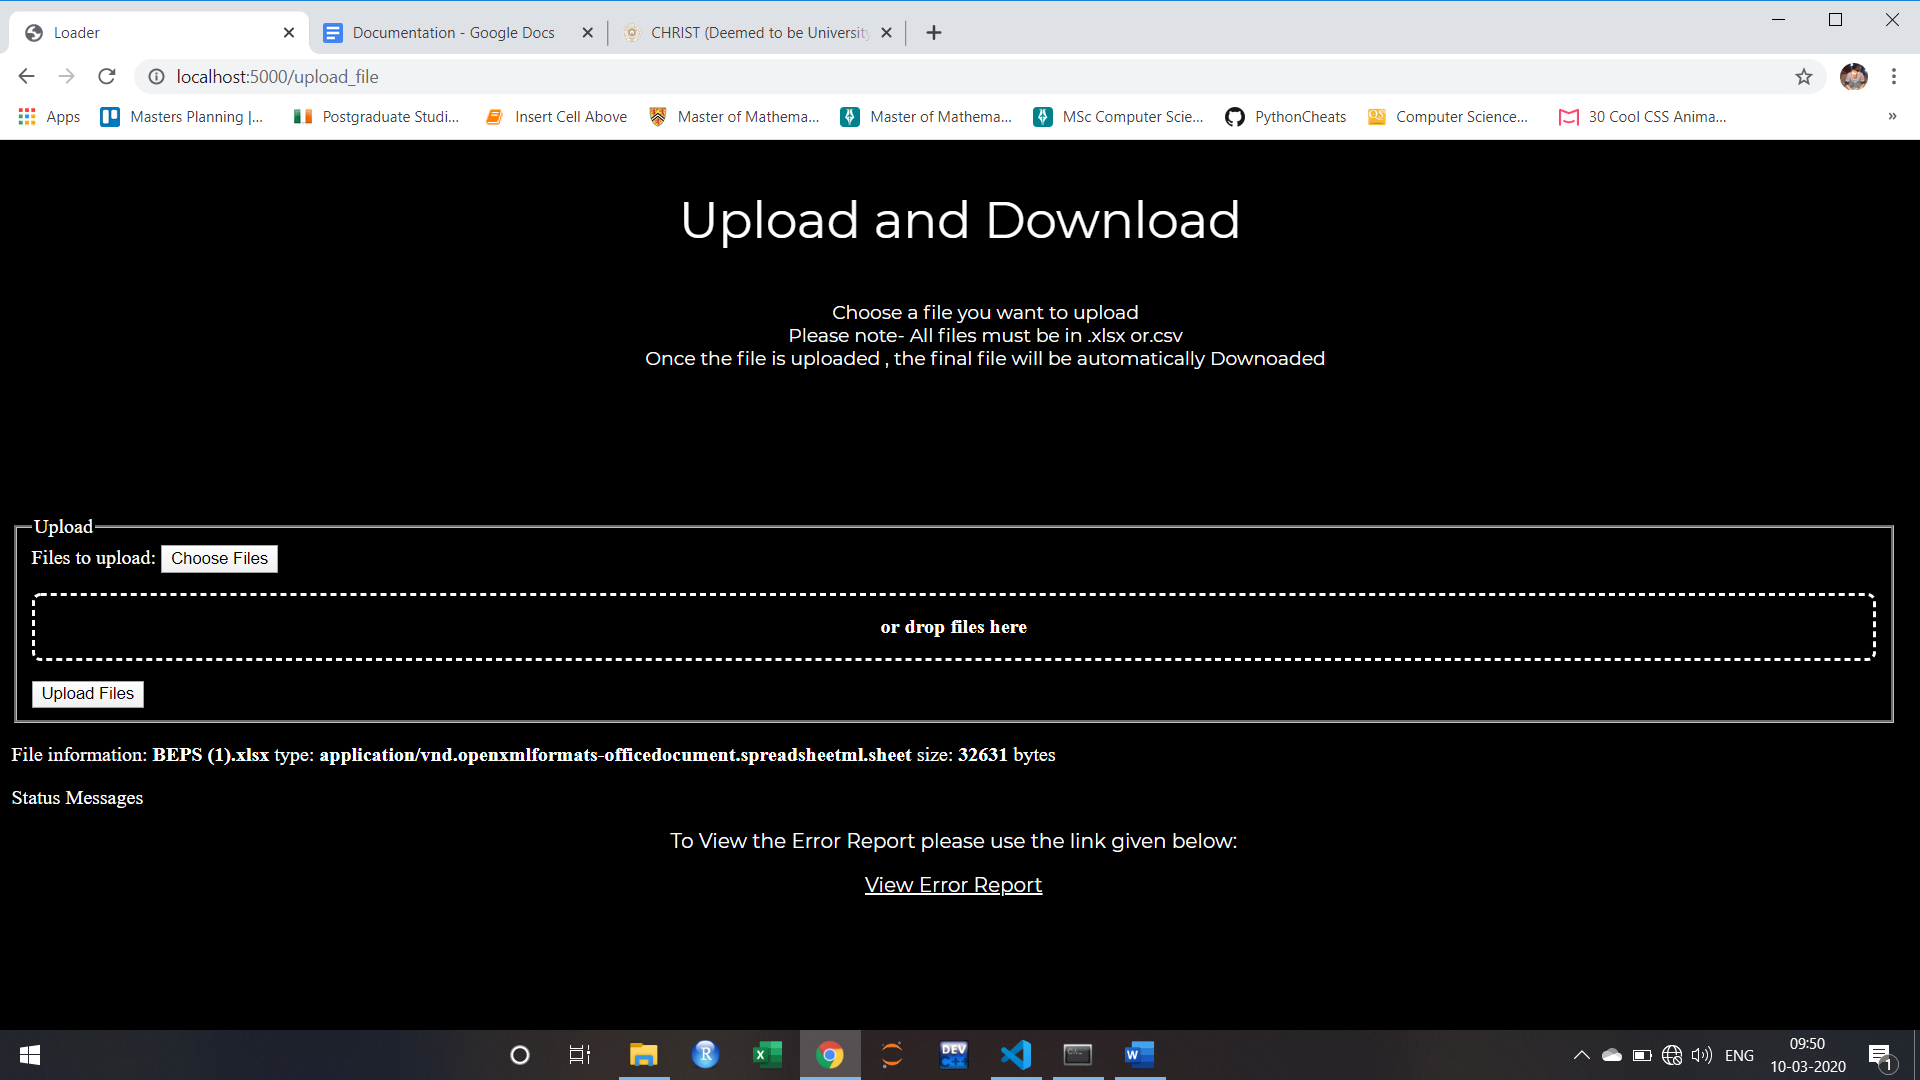 Loader
Documentation - Google Docs
CHRIST (Deemed to be University
localhost:5000/upload_file
Apps
Masters Planning |...
Postgraduate Studi...
Insert Cell Above
Master of Mathema...
Master of Mathema...
MSc Computer Scie...
PythonCheats
Computer Science...
30 Cool CSS Anima...
»
Upload and Download
Choose a file you want to upload
Please note- All files must be in .xlsx or.csv
Once the file is uploaded , the final file will be automatically Downoaded
Upload
Files to upload: Choose Files
or drop files here
Upload Files
File information: BEPS (1).xlsx type: application/vnd.openxmlformats-officedocument.spreadsheetml.sheet size: 32631 bytes
Status Messages
To View the Error Report please use the link given below:
View Error Report
R
X
DEV
C++
C:\.
W
ENG
09:50
10-03-2020
1